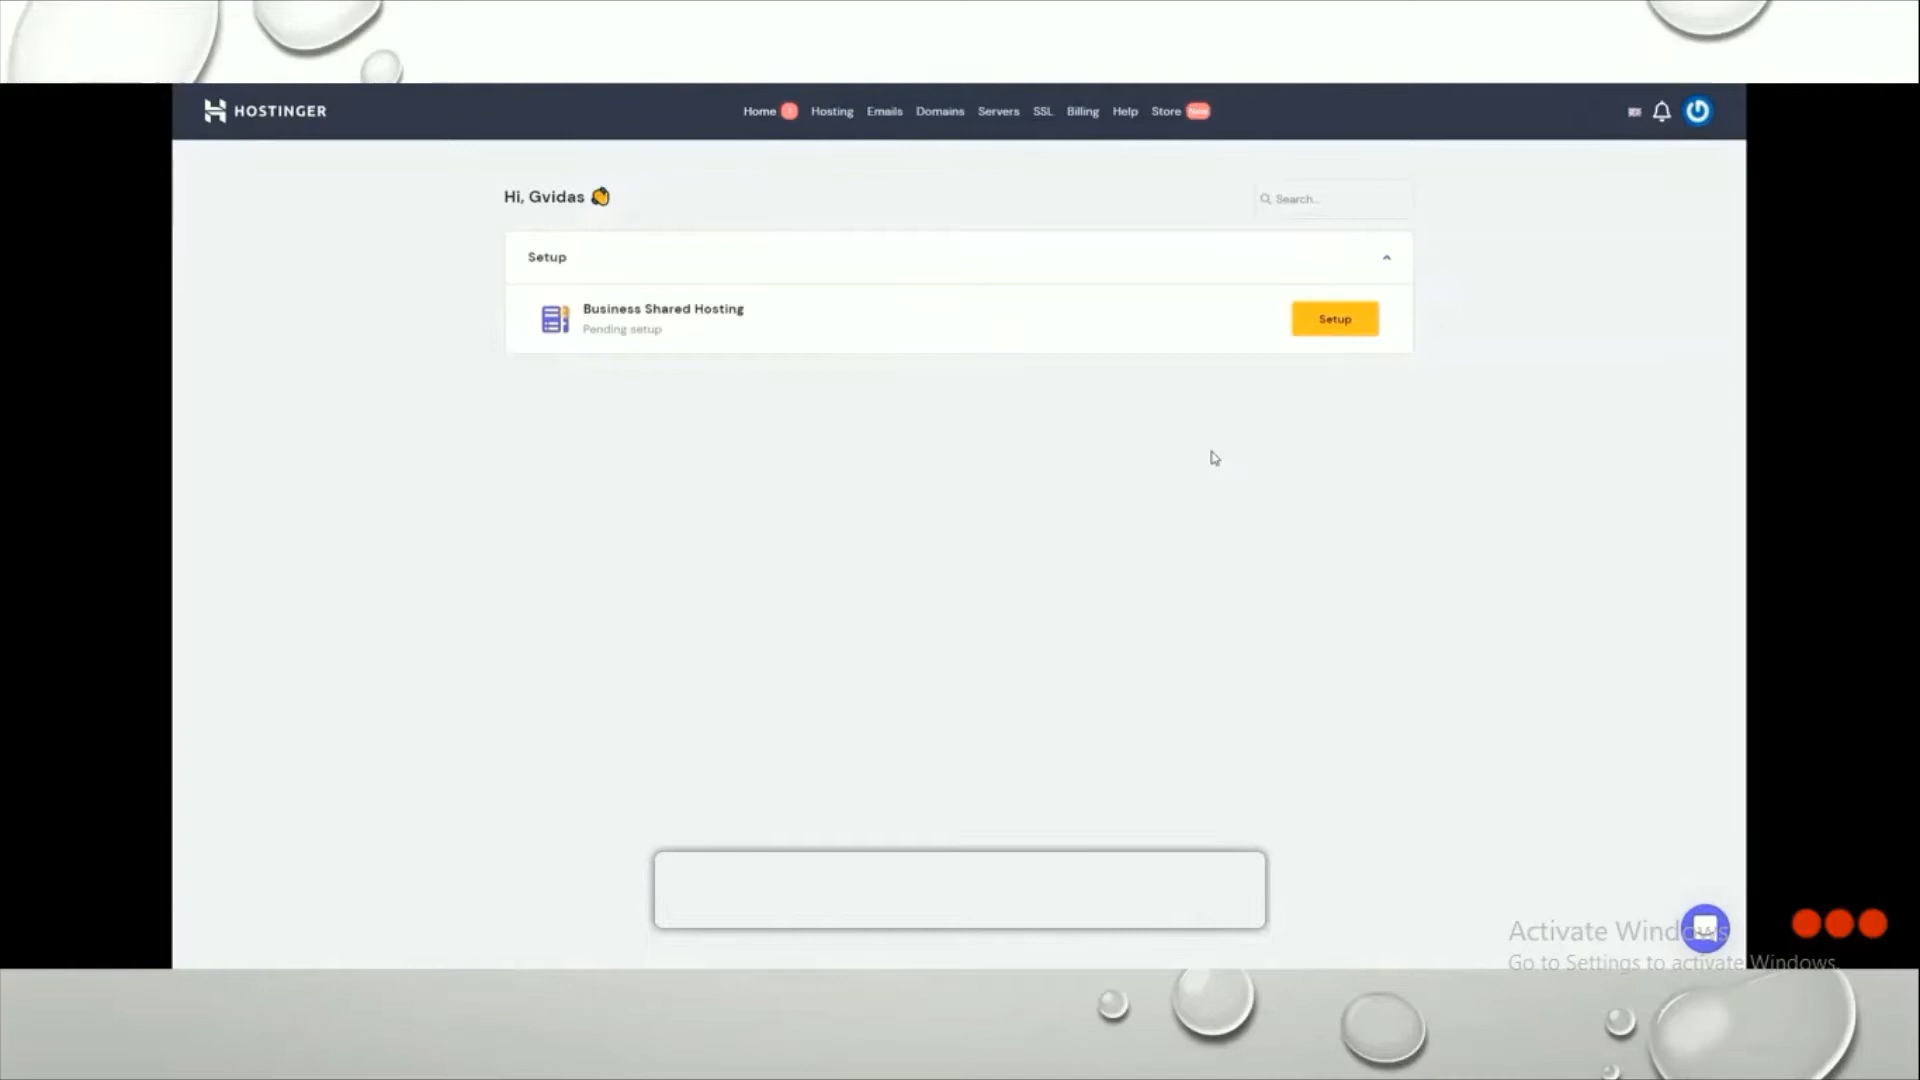 HOSTINGER
Home Hosting Emails Domains Servers SSL Billing Help Store New
Hi, Gvidas
Search...
Setup
Business Shared Hosting
Pending setup
Setup
Activate Windows
Go to Settings to activate Windows.